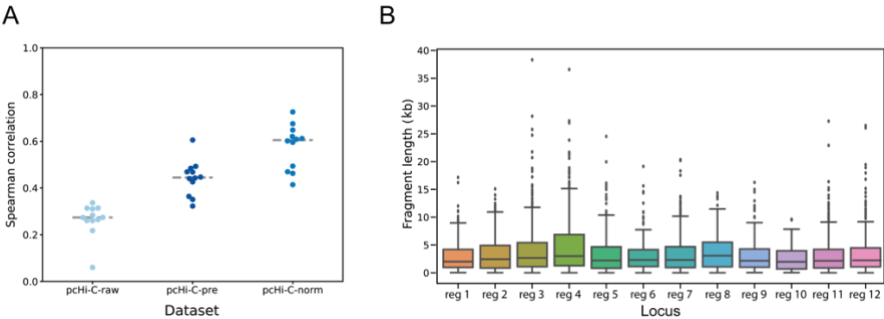 A
1.0
0.8
0.6
0.4
0.2
0.0
Spearman correlation
pcHi-C-raw pcHi-C-pre pcHi-C-norm
Dataset
B
40
35
30
25
20
15
10
5
0
Fragment length (kb)
reg 1 reg 2 reg 3 reg 4 reg 5 reg 6 reg 7 reg 8 reg 9 reg 10 reg 11 reg 12
Locus